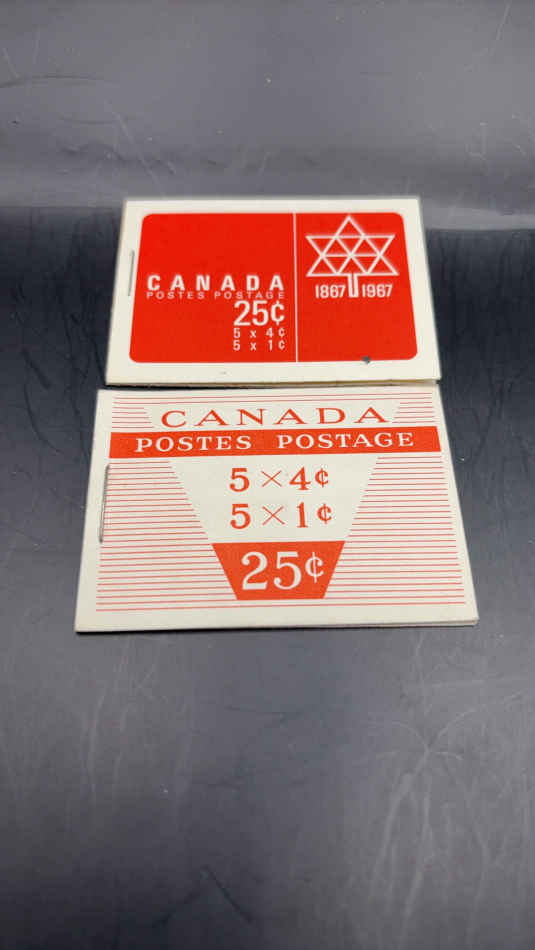 CANADA
POSTES POSTAGE
25¢
5 x 4¢
5 x 1¢
1867 1967
CANADA
POSTES POSTAGE
5 × 4¢
5 × 1¢
25¢